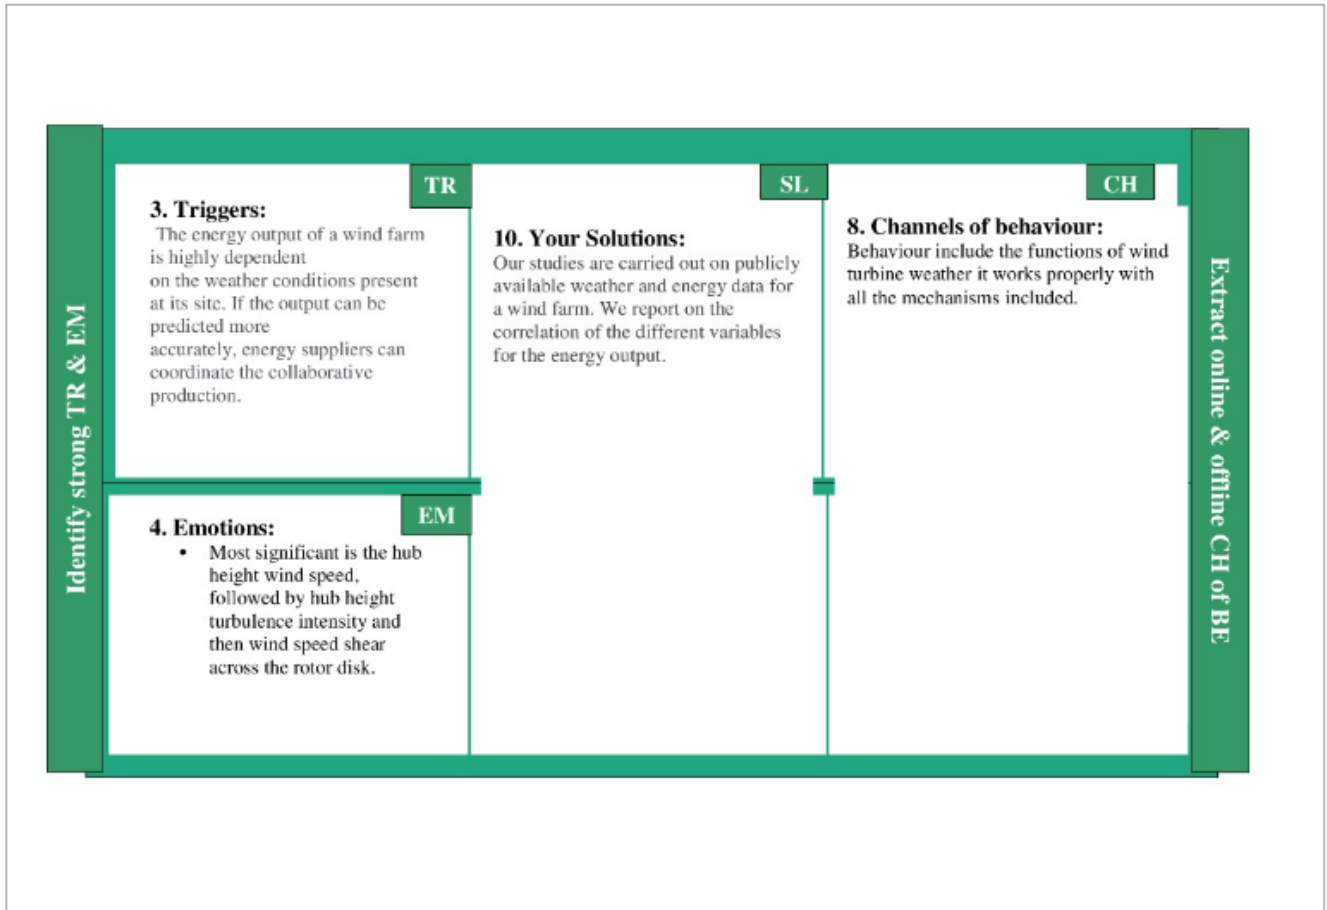 Identify strong TR & EM
TR
3. Triggers:
The energy output of a wind farm
is highly dependent
on the weather conditions present
at its site. If the output can be
predicted more
accurately, energy suppliers can
coordinate the collaborative
production.
EM
4. Emotions:
• Most significant is the hub
height wind speed,
followed by hub height
turbulence intensity and
then wind speed shear
across the rotor disk.
SL
10. Your Solutions:
Our studies are carried out on publicly
available weather and energy data for
a wind farm. We report on the
correlation of the different variables
for the energy output.
CH
8. Channels of behaviour:
Behaviour include the functions of wind
turbine weather it works properly with
all the mechanisms included.
Extract online & offline CH of BE